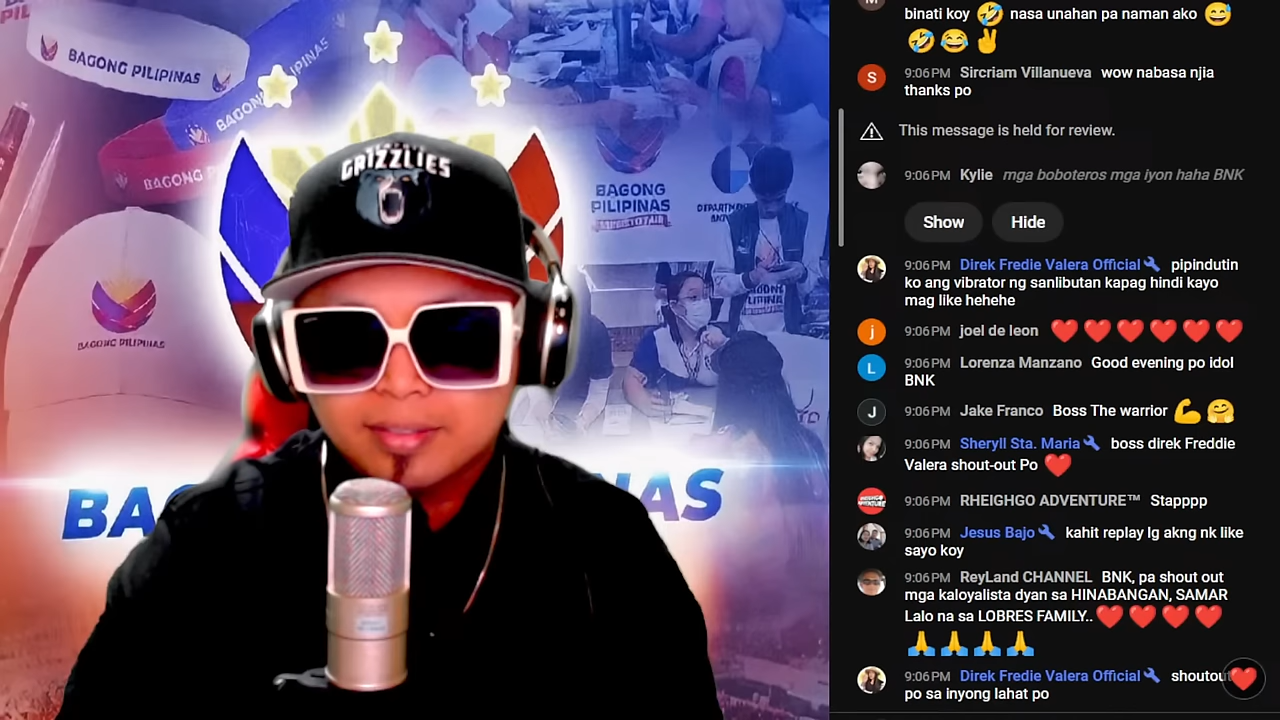 BAGONG PILIPINAS
BAGONG PILIPINAS
BAGONG
GRIZZLIES
BAGONG PILIPINAS
BAGONG
PILIPINAS
binati koy 🤣 nasa unahan pa naman ako 😅
🤣 😂 ✌️
S 9:06 PM Sircriam Villanueva wow nabasa njia
thanks po
This message is held for review.
9:06 PM Kylie mga boboteros mga iyon haha BNK
Show Hide
9:06 PM Direk Fredie Valera Official🔧 pipindutin
ko ang vibrator ng sanlibutan kapag hindi kayo
mag like hehehe
j 9:06 PM joel de leon ❤️ ❤️ ❤️ ❤️ ❤️ ❤️
L 9:06 PM Lorenza Manzano Good evening po idol
BNK
J 9:06 PM Jake Franco Boss The warrior 💪 🤗
9:06 PM Sheryll Sta. Maria🔧 boss direk Freddie
Valera shout-out Po ❤️
9:06 PM RHEIGHGO ADVENTURE™ Stapppp
9:06 PM Jesus Bajo🔧 kahit replay lg akng nk like
sayo koy
9:06 PM ReyLand CHANNEL BNK, pa shout out
mga kaloyalista dyan sa HINABANGAN, SAMAR
Lalo na sa LOBRES FAMILY..❤️ ❤️ ❤️ ❤️
🙏 🙏 🙏 🙏
9:06 PM Direk Fredie Valera Official🔧 shoutout
po sa inyong lahat po